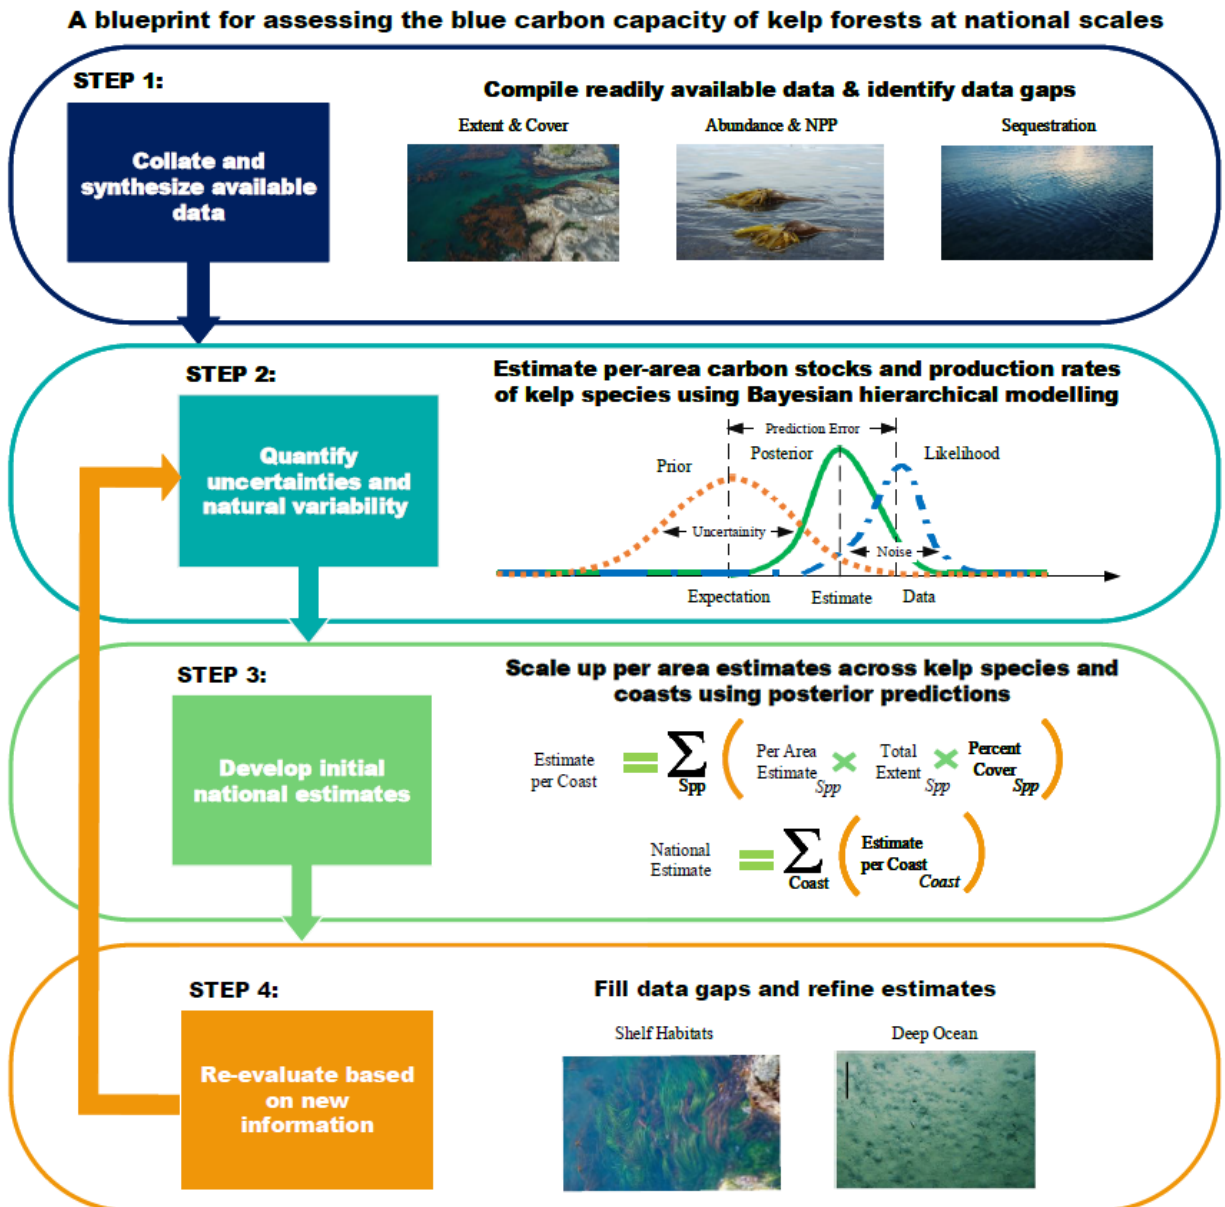 A blueprint for assessing the blue carbon capacity of kelp forests at national scales
STEP 1:
Collate and
synthesize available
data
Compile readily available data & identify data gaps
Extent & Cover
Abundance & NPP
Sequestration
STEP 2:
Quantify
uncertainties and
natural variability
Estimate per-area carbon stocks and production rates
of kelp species using Bayesian hierarchical modelling
Prediction Error
Prior
Posterior
Likelihood
Uncertainity
Noise
Expectation
Estimate
Data
STEP 3:
Develop initial
national estimates
Scale up per area estimates across kelp species and
coasts using posterior predictions
Estimate
per Coast
=
Σ
Spp
(
Per Area
Estimate
Spp
×
Total
Extent
Spp
×
Percent
Cover
Spp
)
National
Estimate
=
Σ
Coast
(
Estimate
per Coast
Coast
)
STEP 4:
Re-evaluate based
on new
information
Fill data gaps and refine estimates
Shelf Habitats
Deep Ocean